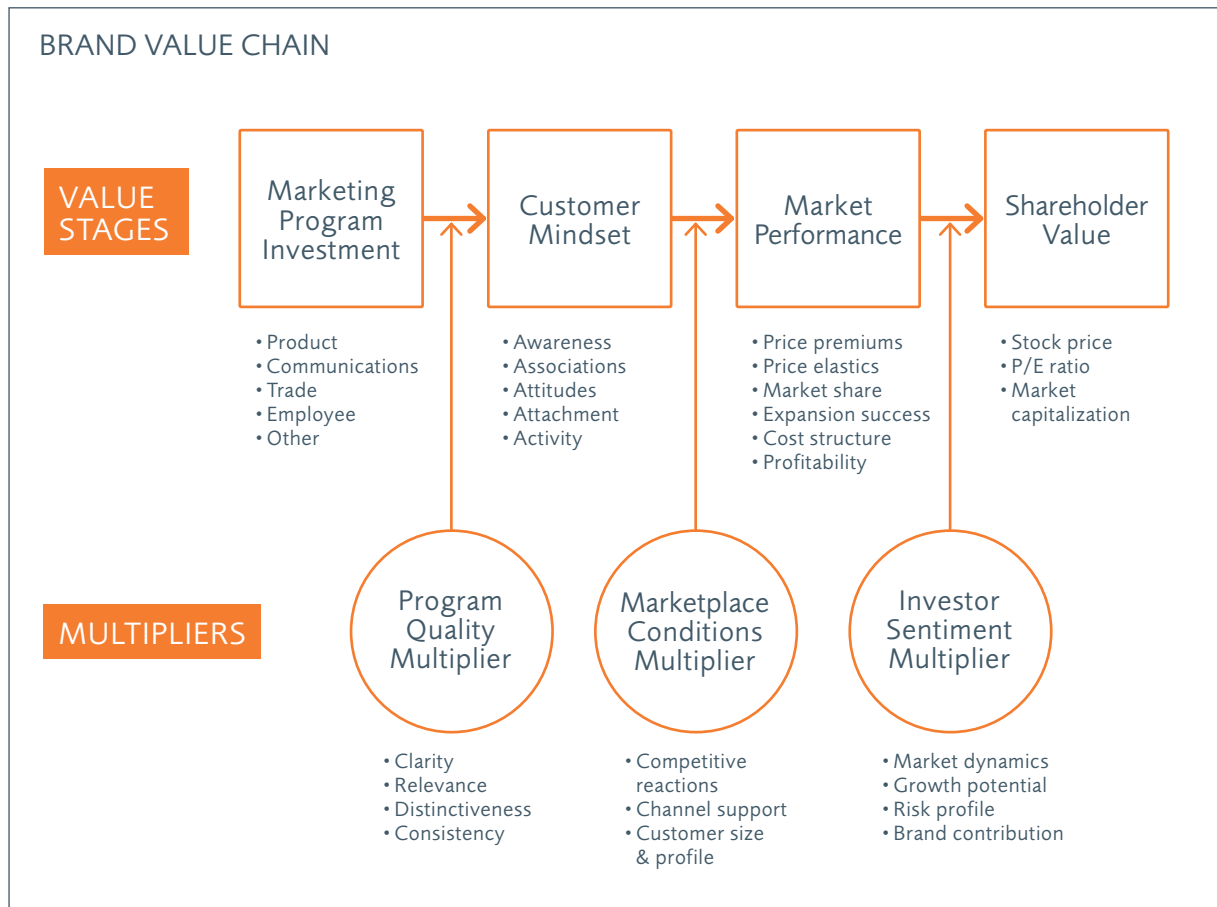 BRAND VALUE CHAIN
VALUE
STAGES
Marketing
Program
Investment
Customer
Mindset
Market
Performance
Shareholder
Value
• Product
• Communications
• Trade
• Employee
• Other
• Awareness
• Associations
• Attitudes
• Attachment
• Activity
• Price premiums
• Price elastics
• Market share
• Expansion success
• Cost structure
• Profitability
• Stock price
• P/E ratio
• Market
capitalization
MULTIPLIERS
Program
Quality
Multiplier
Marketplace
Conditions
Multiplier
Investor
Sentiment
Multiplier
• Clarity
• Relevance
• Distinctiveness
• Consistency
• Competitive
reactions
• Channel support
• Customer size
& profile
• Market dynamics
• Growth potential
• Risk profile
• Brand contribution